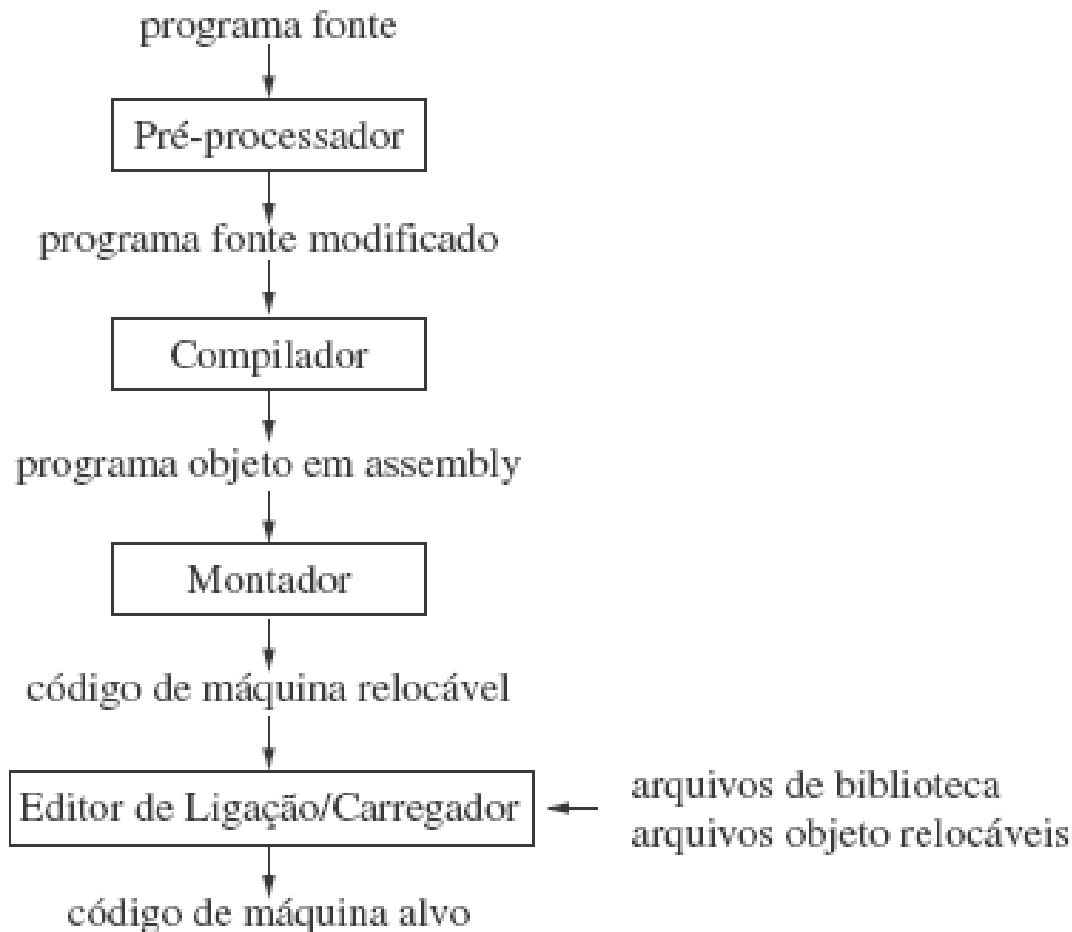 programa fonte
Pré-processador
programa fonte modificado
Compilador
programa objeto em assembly
Montador
código de máquina relocável
Editor de Ligação/Carregador
arquivos de biblioteca
arquivos objeto relocáveis
código de máquina alvo